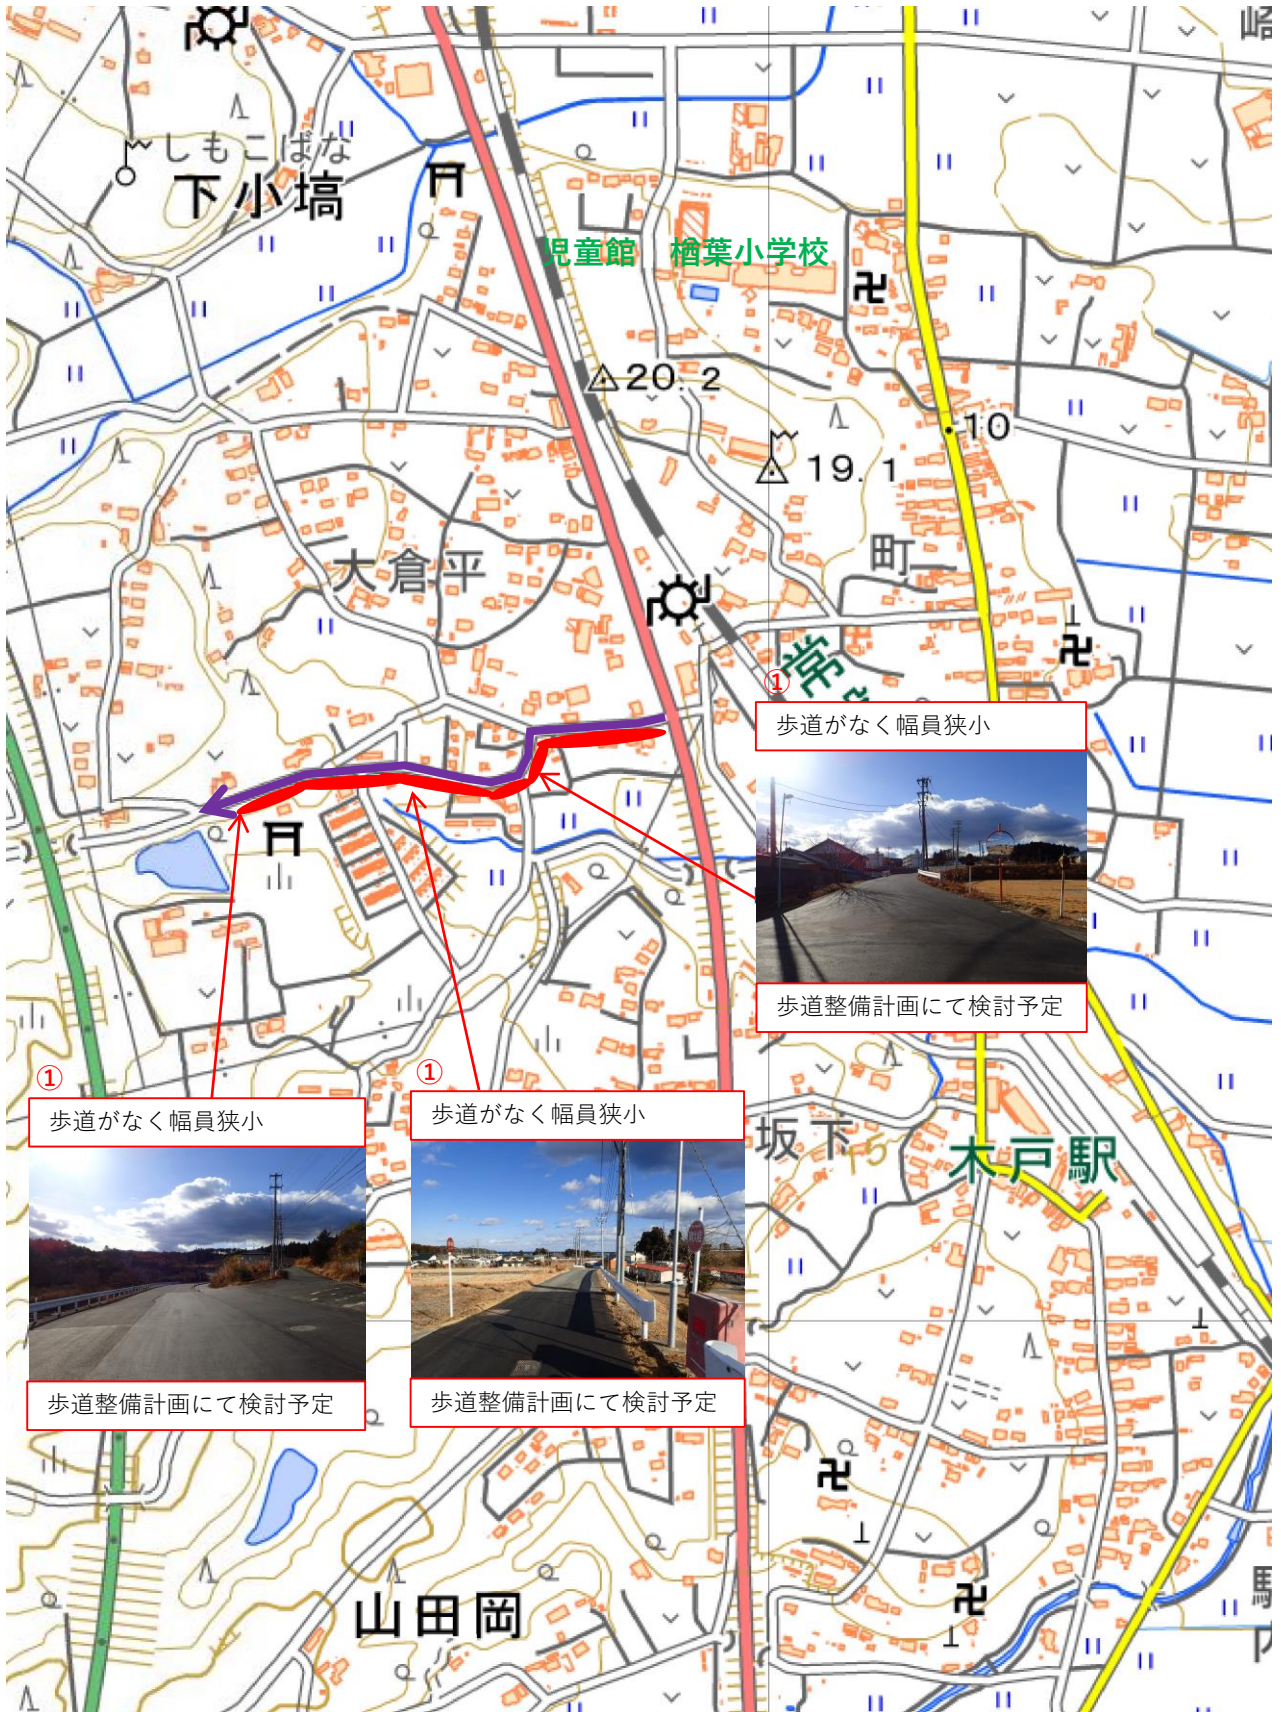 しもこばな
下小塙
児童館
楢葉小学校
20.2
19.1
10
大倉平
町
常
①
歩道がなく幅員狭小
歩道整備計画にて検討予定
①
歩道がなく幅員狭小
歩道整備計画にて検討予定
①
歩道がなく幅員狭小
歩道整備計画にて検討予定
坂下
15
木戸駅
山田岡